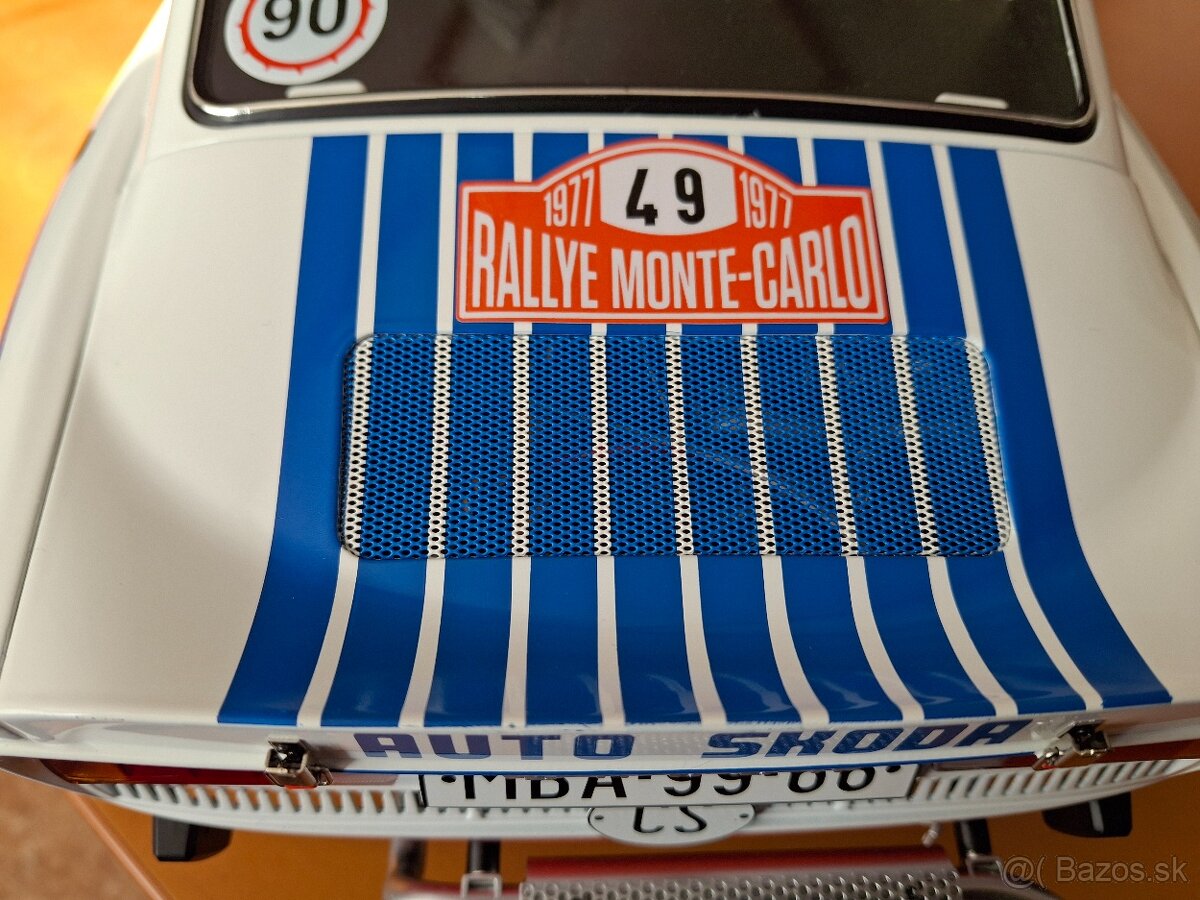 90
1977 49 1977
RALLYE MONTE-CARLO
AUTO SKODA
MBA-99-66
CS
@( Bazos.sk